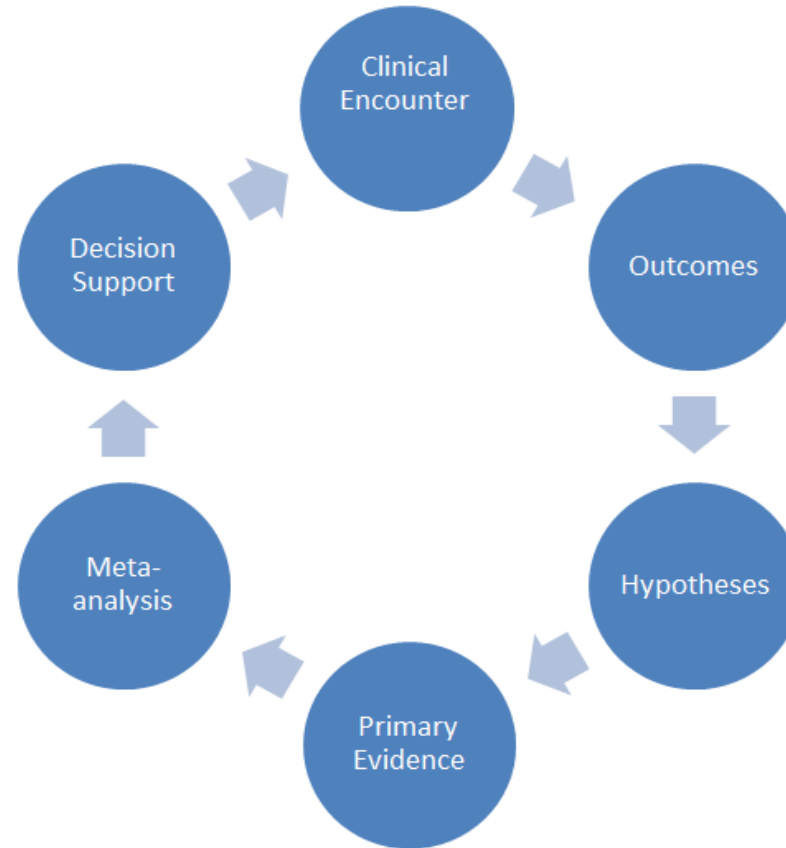 Clinical
Encounter
Decision
Support
Outcomes
Meta-
analysis
Hypotheses
Primary
Evidence